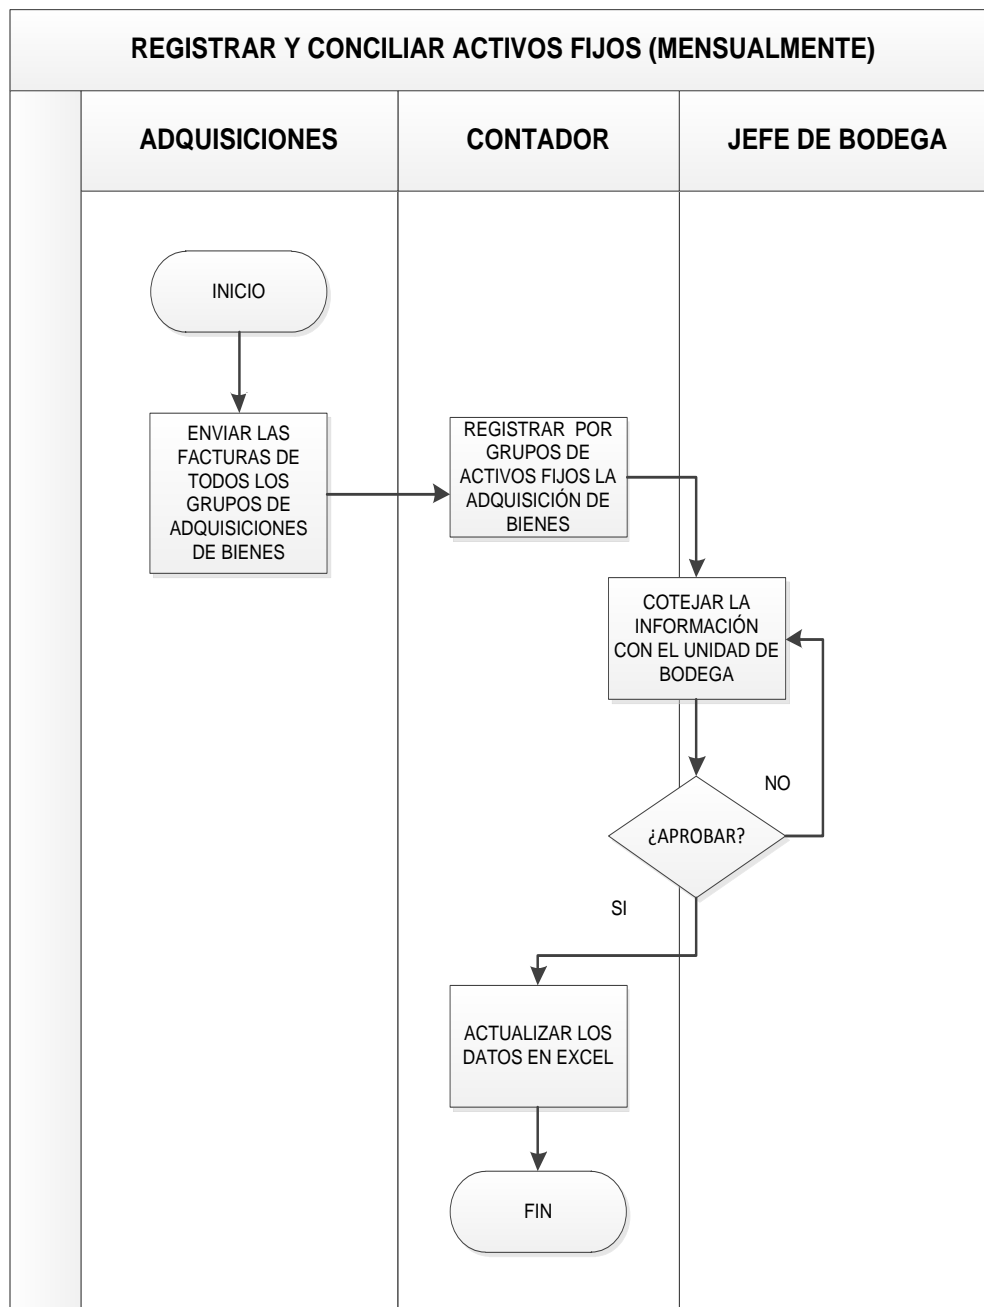 REGISTRAR Y CONCILIAR ACTIVOS FIJOS (MENSUALMENTE)
ADQUISICIONES
CONTADOR
JEFE DE BODEGA
INICIO
ENVIAR LAS
FACTURAS DE
TODOS LOS
GRUPOS DE
ADQUISICIONES
DE BIENES
REGISTRAR POR
GRUPOS DE
ACTIVOS FIJOS LA
ADQUISICIÓN DE
BIENES
COTEJAR LA
INFORMACIÓN
CON EL UNIDAD DE
BODEGA
NO
¿APROBAR?
SI
ACTUALIZAR LOS
DATOS EN EXCEL
FIN